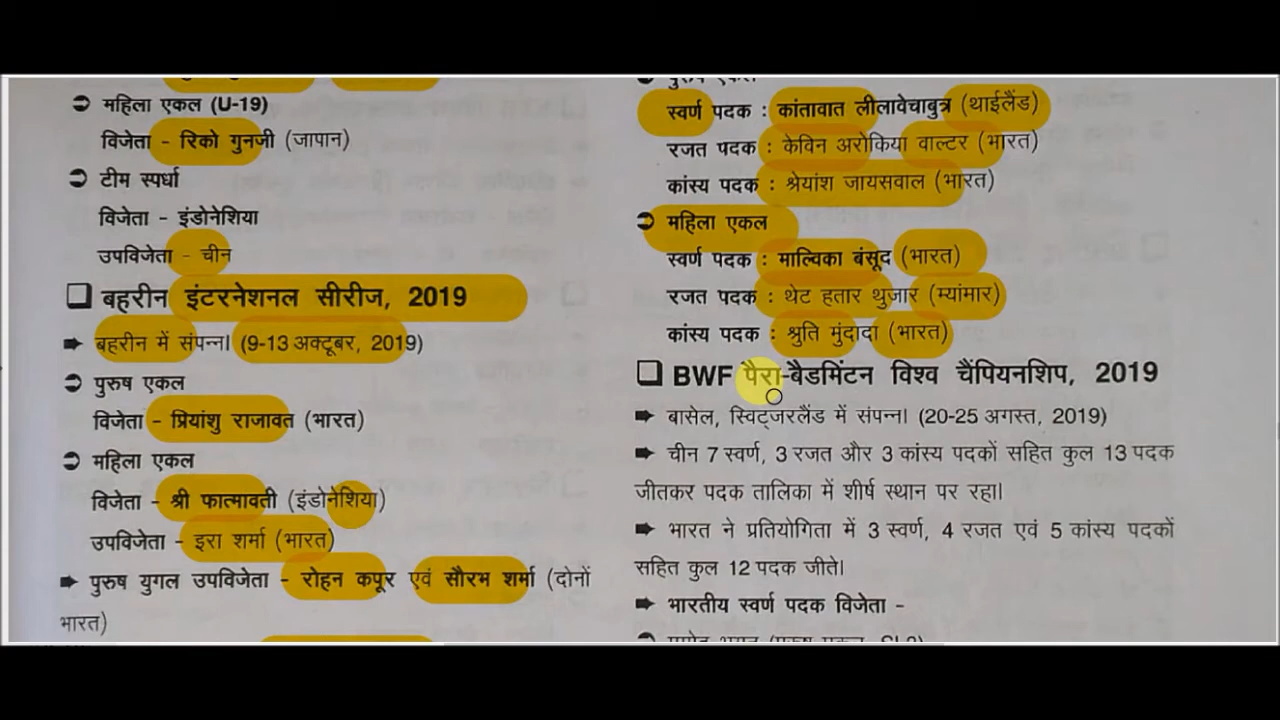 महिला एकल (U-19)
विजेता - रिको गुनजी (जापान)
टीम स्पर्धा
विजेता - इंडोनेशिया
उपविजेता - चीन
बहरीन इंटरनेशनल सीरीज, 2019
बहरीन में संपन्न। (9-13 अक्टूबर, 2019)
पुरुष एकल
विजेता - प्रियांशु राजावत (भारत)
महिला एकल
विजेता - श्री फात्मावती (इंडोनेशिया)
उपविजेता - इरा शर्मा (भारत)
पुरुष युगल उपविजेता - रोहन कपूर एवं सौरभ शर्मा (दोनों
भारत)
स्वर्ण पदक : कांतावात लीलावेचाबुत्र (थाईलैंड)
रजत पदक : केविन अरोकिया वाल्टर (भारत)
कांस्य पदक : श्रेयांश जायसवाल (भारत)
महिला एकल
स्वर्ण पदक : माल्विका बंसूद (भारत)
रजत पदक : थेट हतार थुजार (म्यांमार)
कांस्य पदक : श्रुति मुंदादा (भारत)
BWF पैरा-बैडमिंटन विश्व चैंपियनशिप, 2019
बासेल, स्विट्जरलैंड में संपन्न। (20-25 अगस्त, 2019)
चीन 7 स्वर्ण, 3 रजत और 3 कांस्य पदकों सहित कुल 13 पदक
जीतकर पदक तालिका में शीर्ष स्थान पर रहा।
भारत ने प्रतियोगिता में 3 स्वर्ण, 4 रजत एवं 5 कांस्य पदकों
सहित कुल 12 पदक जीते।
भारतीय स्वर्ण पदक विजेता -